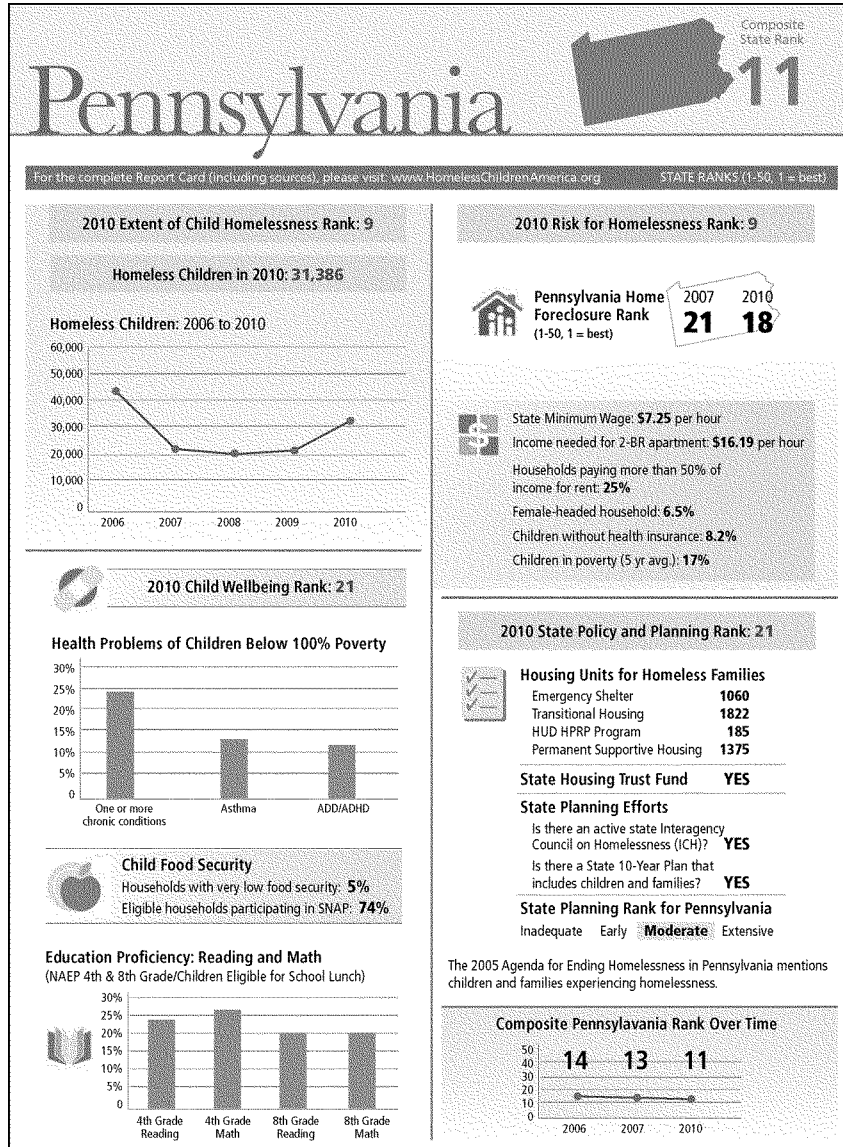 Pennsylvania
Composite
State Rank
11
For the complete Report Card (including sources), please visit: www.HomelessChildrenAmerica.org STATE RANKS (1-50, 1 = best)
2010 Extent of Child Homelessness Rank: 9
Homeless Children in 2010: 31,386
Homeless Children: 2006 to 2010
60,000
50,000
40,000
30,000
20,000
10,000
0
2006 2007 2008 2009 2010
2010 Child Wellbeing Rank: 21
Health Problems of Children Below 100% Poverty
30%
25%
20%
15%
10%
5%
0
One or more
chronic conditions
Asthma
ADD/ADHD
Child Food Security
Households with very low food security: 5%
Eligible households participating in SNAP: 74%
Education Proficiency: Reading and Math
(NAEP 4th & 8th Grade/Children Eligible for School Lunch)
30%
25%
20%
15%
10%
5%
0
4th Grade
Reading
4th Grade
Math
8th Grade
Reading
8th Grade
Math
2010 Risk for Homelessness Rank: 9
Pennsylvania Home
Foreclosure Rank
(1-50, 1 = best)
2007 2010
21 18
$
State Minimum Wage: $7.25 per hour
Income needed for 2-BR apartment: $16.19 per hour
Households paying more than 50% of
income for rent: 25%
Female-headed household: 6.5%
Children without health insurance: 8.2%
Children in poverty (5 yr avg.): 17%
2010 State Policy and Planning Rank: 21
Housing Units for Homeless Families
Emergency Shelter 1060
Transitional Housing 1822
HUD HPRP Program 185
Permanent Supportive Housing 1375
State Housing Trust Fund YES
State Planning Efforts
Is there an active state Interagency
Council on Homelessness (ICH)? YES
Is there a State 10-Year Plan that
includes children and families? YES
State Planning Rank for Pennsylvania
Inadequate Early Moderate Extensive
The 2005 Agenda for Ending Homelessness in Pennsylvania mentions
children and families experiencing homelessness.
Composite Pennsylavania Rank Over Time
50
40
30
20
10
0
14 13 11
2006 2007 2010